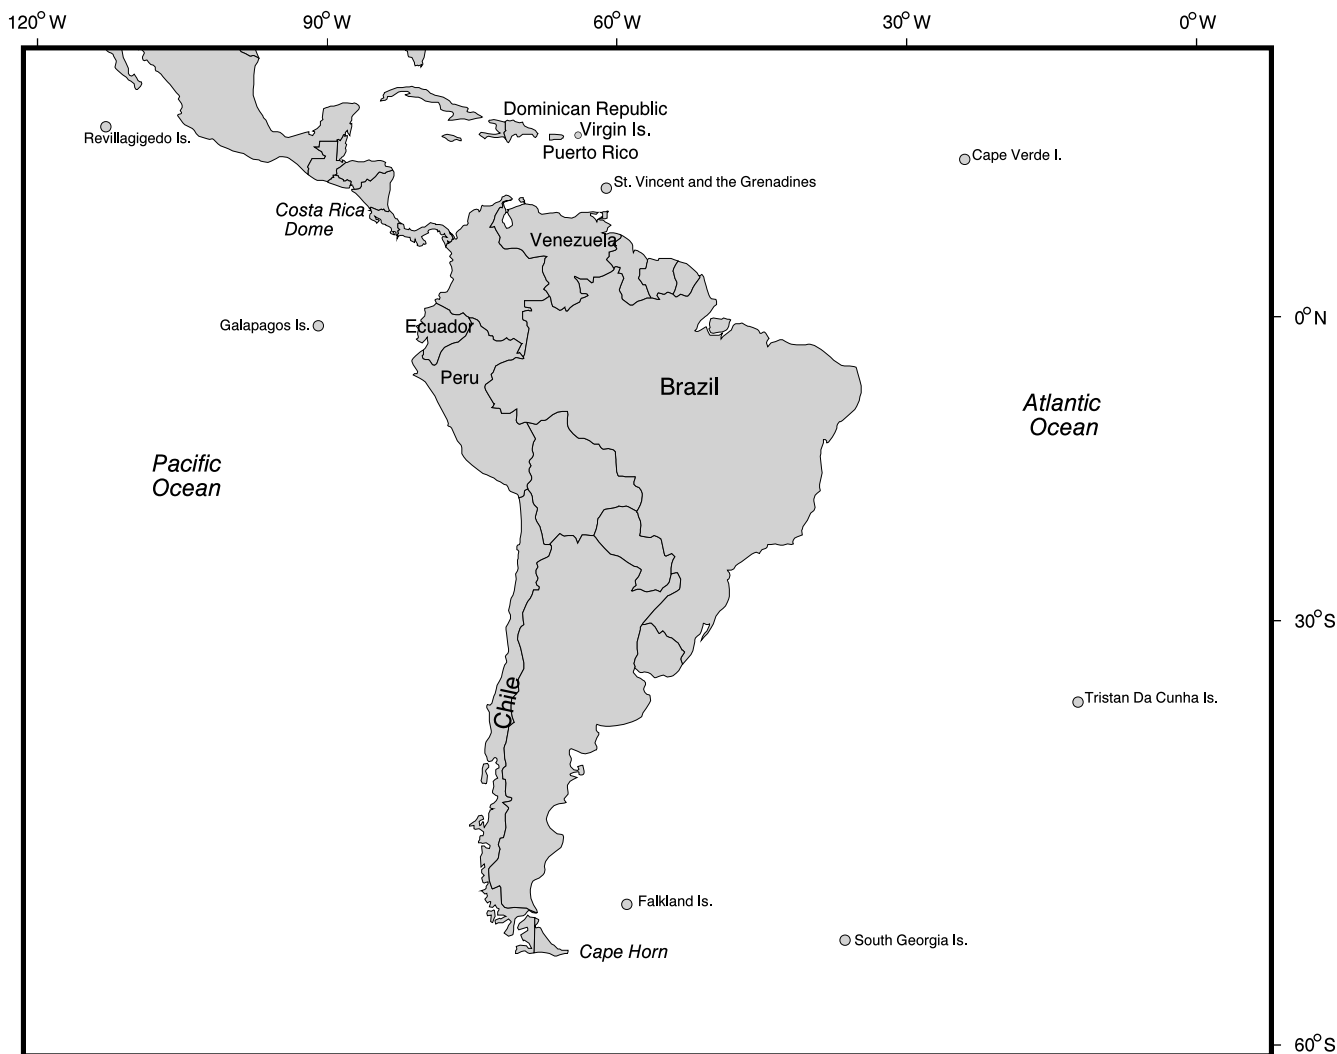 120°W 90°W 60°W 30°W 0°W
Dominican Republic
Virgin Is.
Revillagigedo Is.
Puerto Rico
Cape Verde I.
St. Vincent and the Grenadines
Costa Rica
Dome
Venezuela
0°N
Galapagos Is.
Ecuador
Peru
Brazil
Atlantic
Ocean
Pacific
Ocean
30°S
Chile
Tristan Da Cunha Is.
Falkland Is.
South Georgia Is.
Cape Horn
60°S